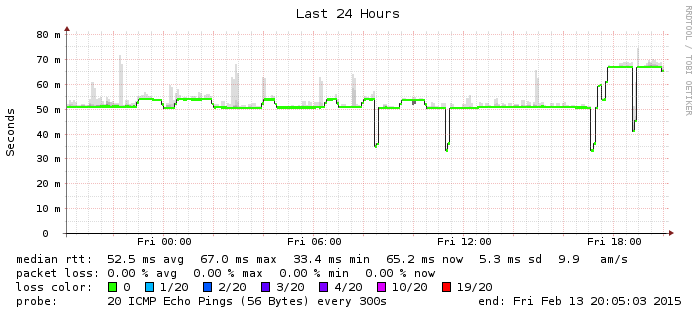 Last 24 Hours
RRDTOOL / TOBI OETIKER
Seconds
80 m
70 m
60 m
50 m
40 m
30 m
20 m
10 m
0
Fri 00:00 Fri 06:00 Fri 12:00 Fri 18:00
median rtt: 52.5 ms avg 67.0 ms max 33.4 ms min 65.2 ms now 5.3 ms sd 9.9 am/s
packet loss: 0.00 % avg 0.00 % max 0.00 % min 0.00 % now
loss color: 0 1/20 2/20 3/20 4/20 10/20 19/20
probe: 20 ICMP Echo Pings (56 Bytes) every 300s end: Fri Feb 13 20:05:03 2015